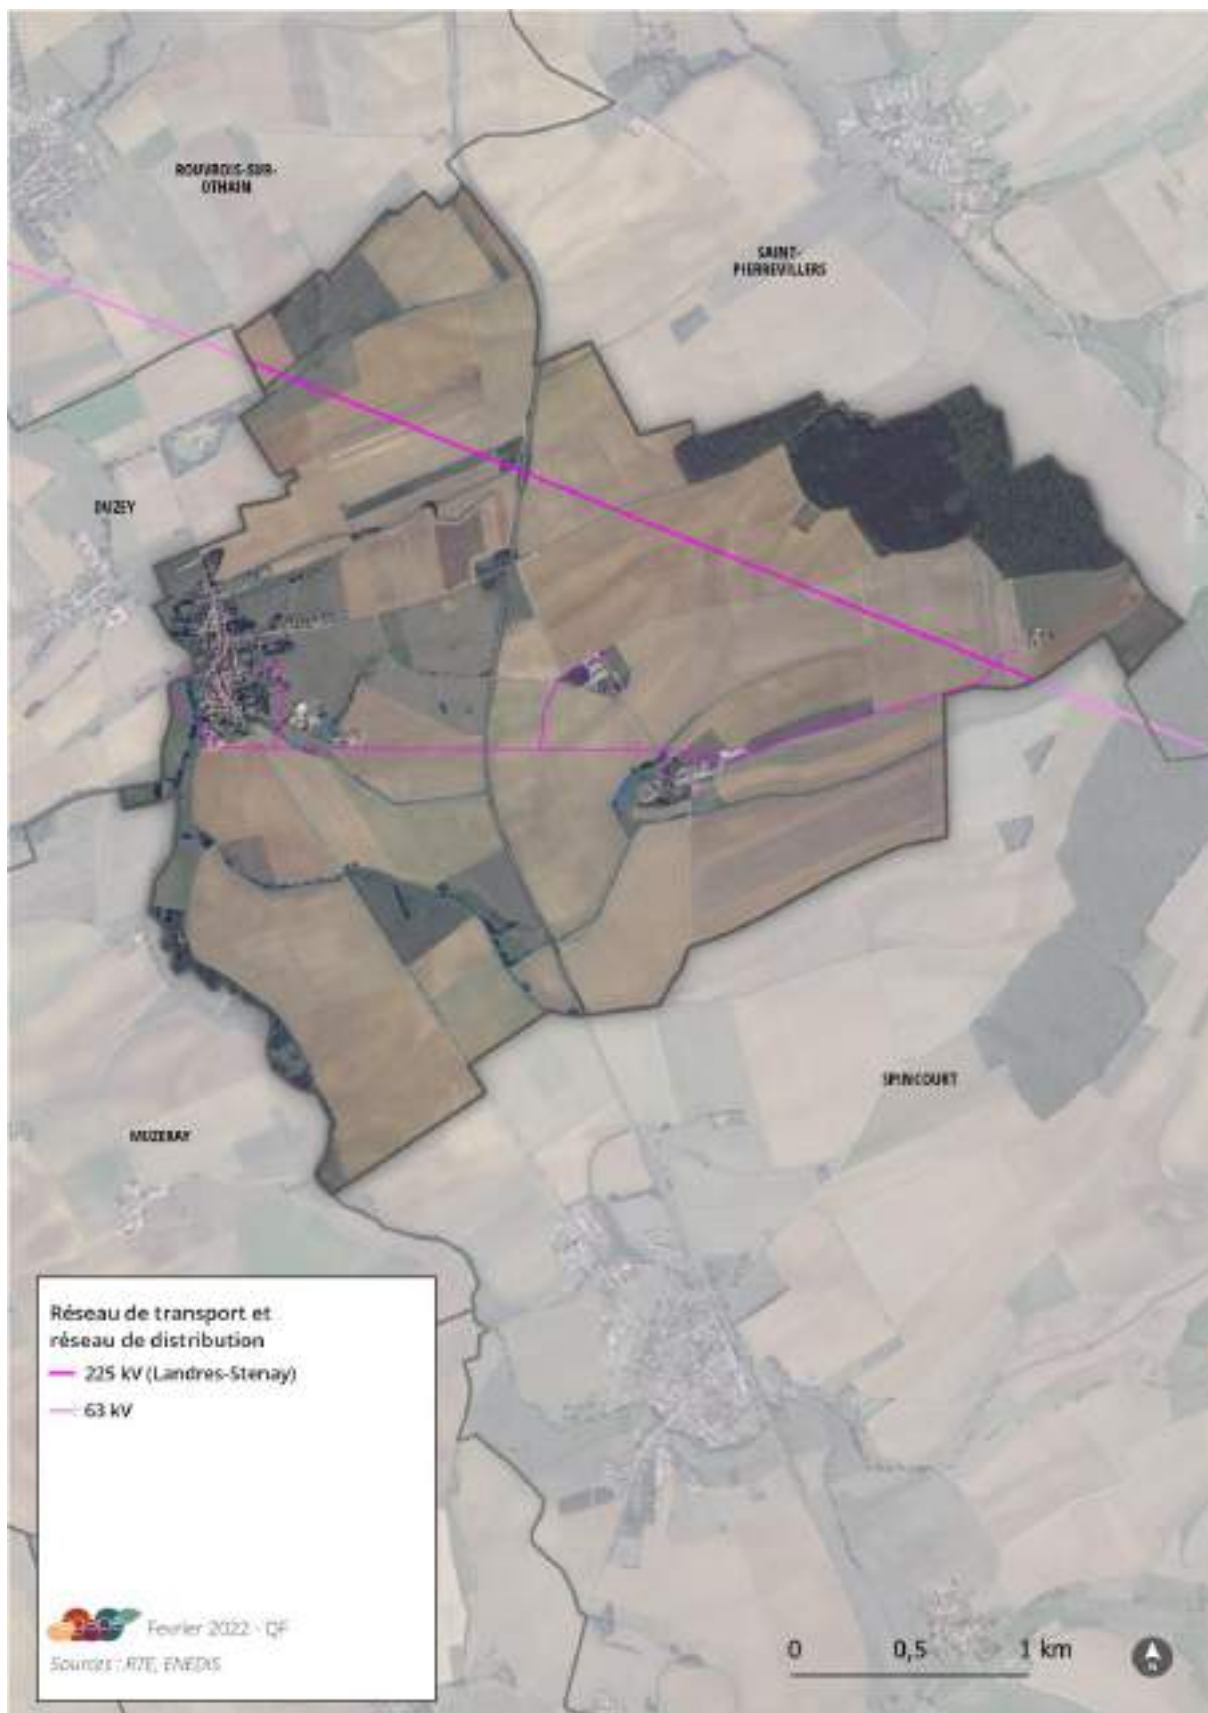 ROUVROIS-SUR-
OTHAIN
SAINT-
PIERREVILLERS
DUZEY
SPINCOURT
MUZERAY
Réseau de transport et
réseau de distribution
225 kV (Landres-Stenay)
63 kV
agape Fevrier 2022 - QF
Sources : RTE, ENEDIS
0 0,5 1 km
N